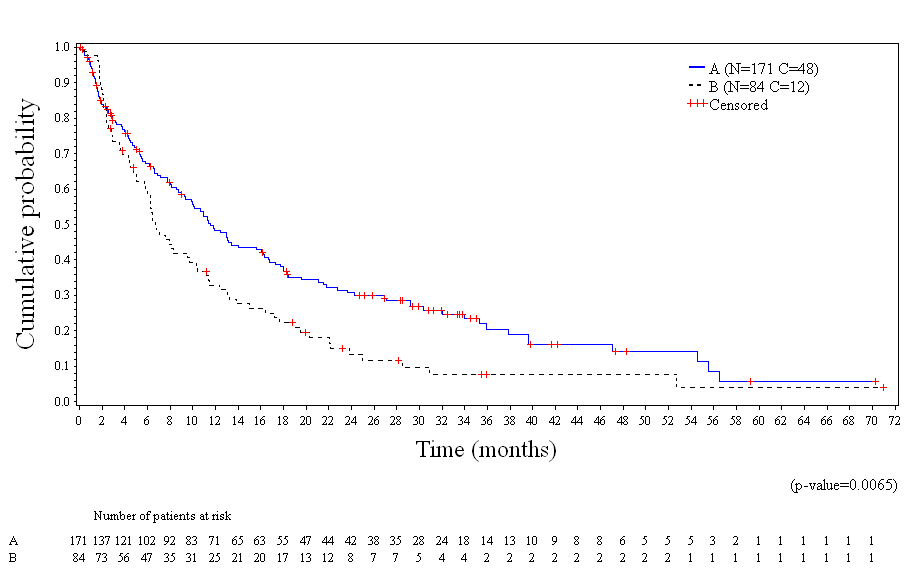 Cumulative probability
1.0
0.9
0.8
0.7
0.6
0.5
0.4
0.3
0.2
0.1
0.0
A (N=171 C=48)
B (N=84 C=12)
Censored
0 2 4 6 8 10 12 14 16 18 20 22 24 26 28 30 32 34 36 38 40 42 44 46 48 50 52 54 56 58 60 62 64 66 68 70 72
Time (months)
(p-value=0.0065)
Number of patients at risk
A 171 137 121 102 92 83 71 65 63 55 47 44 42 38 35 28 24 18 14 13 10 9 8 8 6 5 5 5 3 2 1 1 1 1 1 1
B 84 73 56 47 35 31 25 21 20 17 13 12 8 7 7 5 4 4 2 2 2 2 2 2 2 2 2 1 1 1 1 1 1 1 1 1